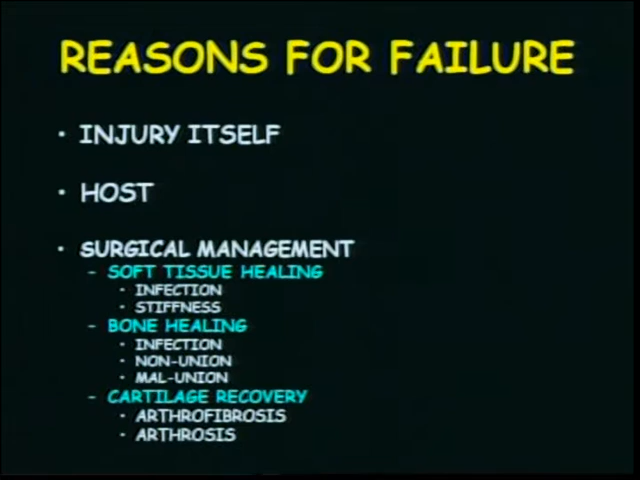 REASONS FOR FAILURE
• INJURY ITSELF
• HOST
• SURGICAL MANAGEMENT
– SOFT TISSUE HEALING
• INFECTION
• STIFFNESS
– BONE HEALING
• INFECTION
• NON-UNION
• MAL-UNION
– CARTILAGE RECOVERY
• ARTHROFIBROSIS
• ARTHROSIS